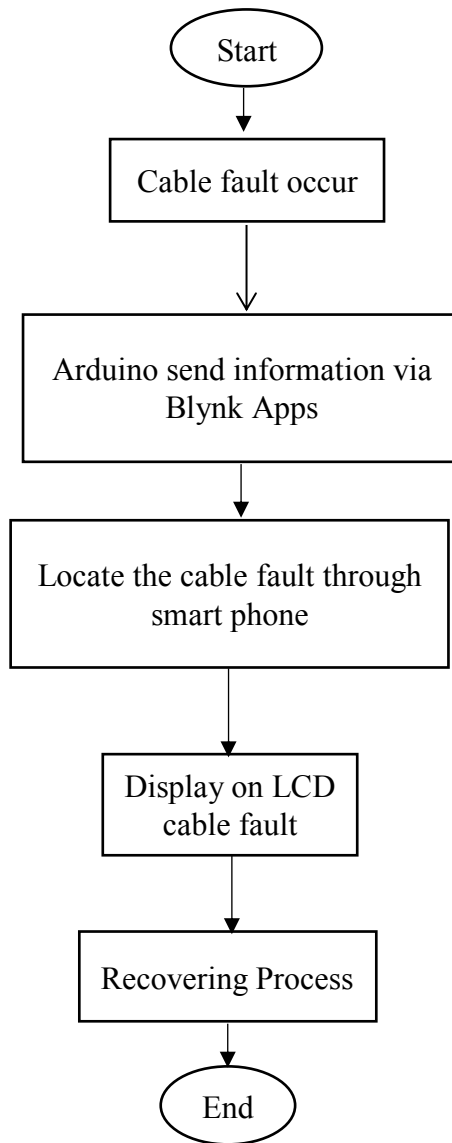 Start
Cable fault occur
Arduino send information via
Blynk Apps
Locate the cable fault through
smart phone
Display on LCD
cable fault
Recovering Process
End